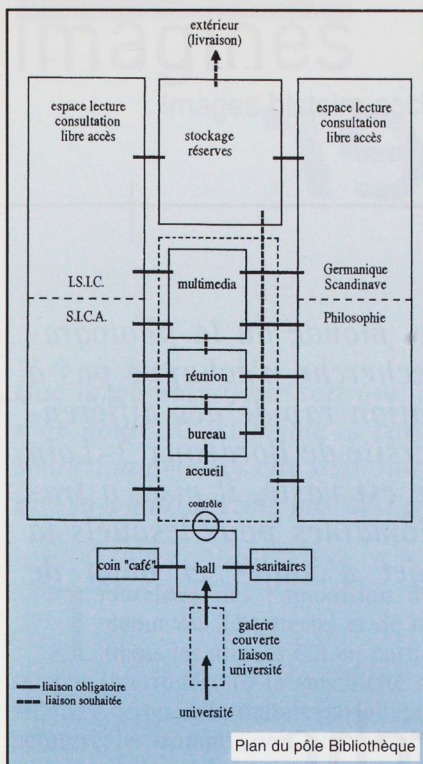 extérieur
(livraison)
espace lecture
consultation
libre accès
stockage
réserves
espace lecture
consultation
libre accès
I.S.I.C.
S.I.C.A.
multimedia
Germanique
Scandinave
Philosophie
réunion
bureau
accueil
contrôle
coin "café"
hall
sanitaires
galerie
couverte
liaison
université
liaison obligatoire
liaison souhaitée
université
Plan du pôle Bibliothèque